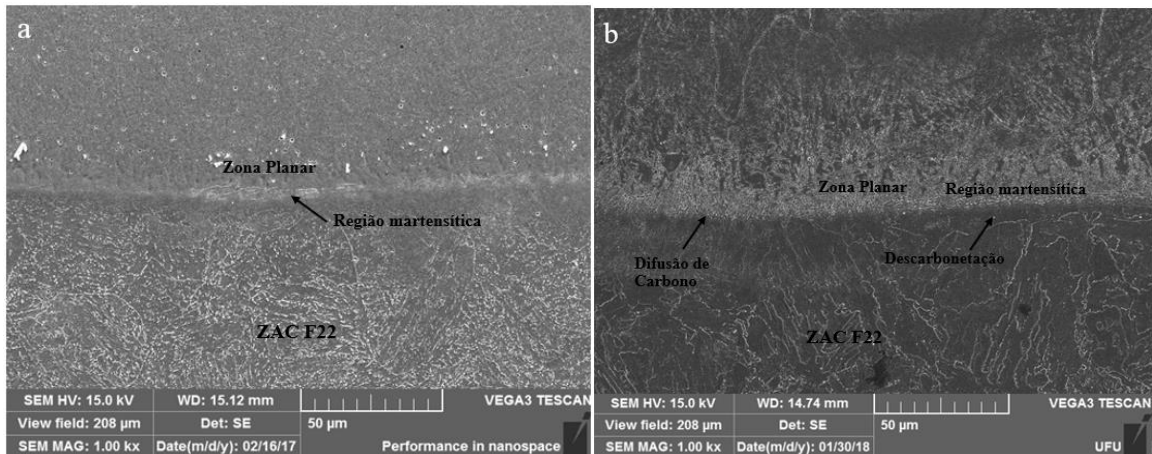 a
Zona Planar
Região martensítica
ZAC F22
SEM HV: 15.0 kV
WD: 15.12 mm
VEGA3 TESCAN
View field: 208 µm
Det: SE
50 µm
SEM MAG: 1.00 kx
Date(m/d/y): 02/16/17
Performance in nanospace
b
Zona Planar
Região martensítica
Difusão de
Carbono
Descarbonetação
ZAC F22
SEM HV: 15.0 kV
WD: 14.74 mm
VEGA3 TESCAN
View field: 208 µm
Det: SE
50 µm
SEM MAG: 1.00 kx
Date(m/d/y): 01/30/18
UFU